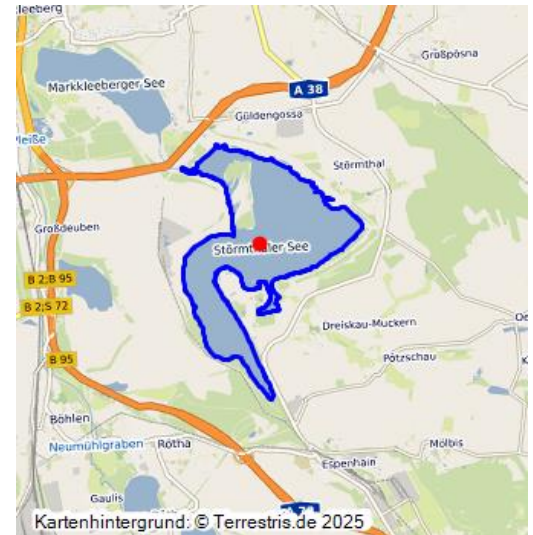 kleeberg
Großpösna
Markkleeberger See
A 38
Güldengossa
Pleiße
Störmthal
Großdeuben
Störmthaler See
B 2;B 95
B 2;S 72
Dreiskau-Muckern
B 95
Pötzschau
Böhlen
Neumühlgraben
Rötha
Mölbis
Espenhain
Gaulis
Kartenhintergrund: © Terrestris.de 2025